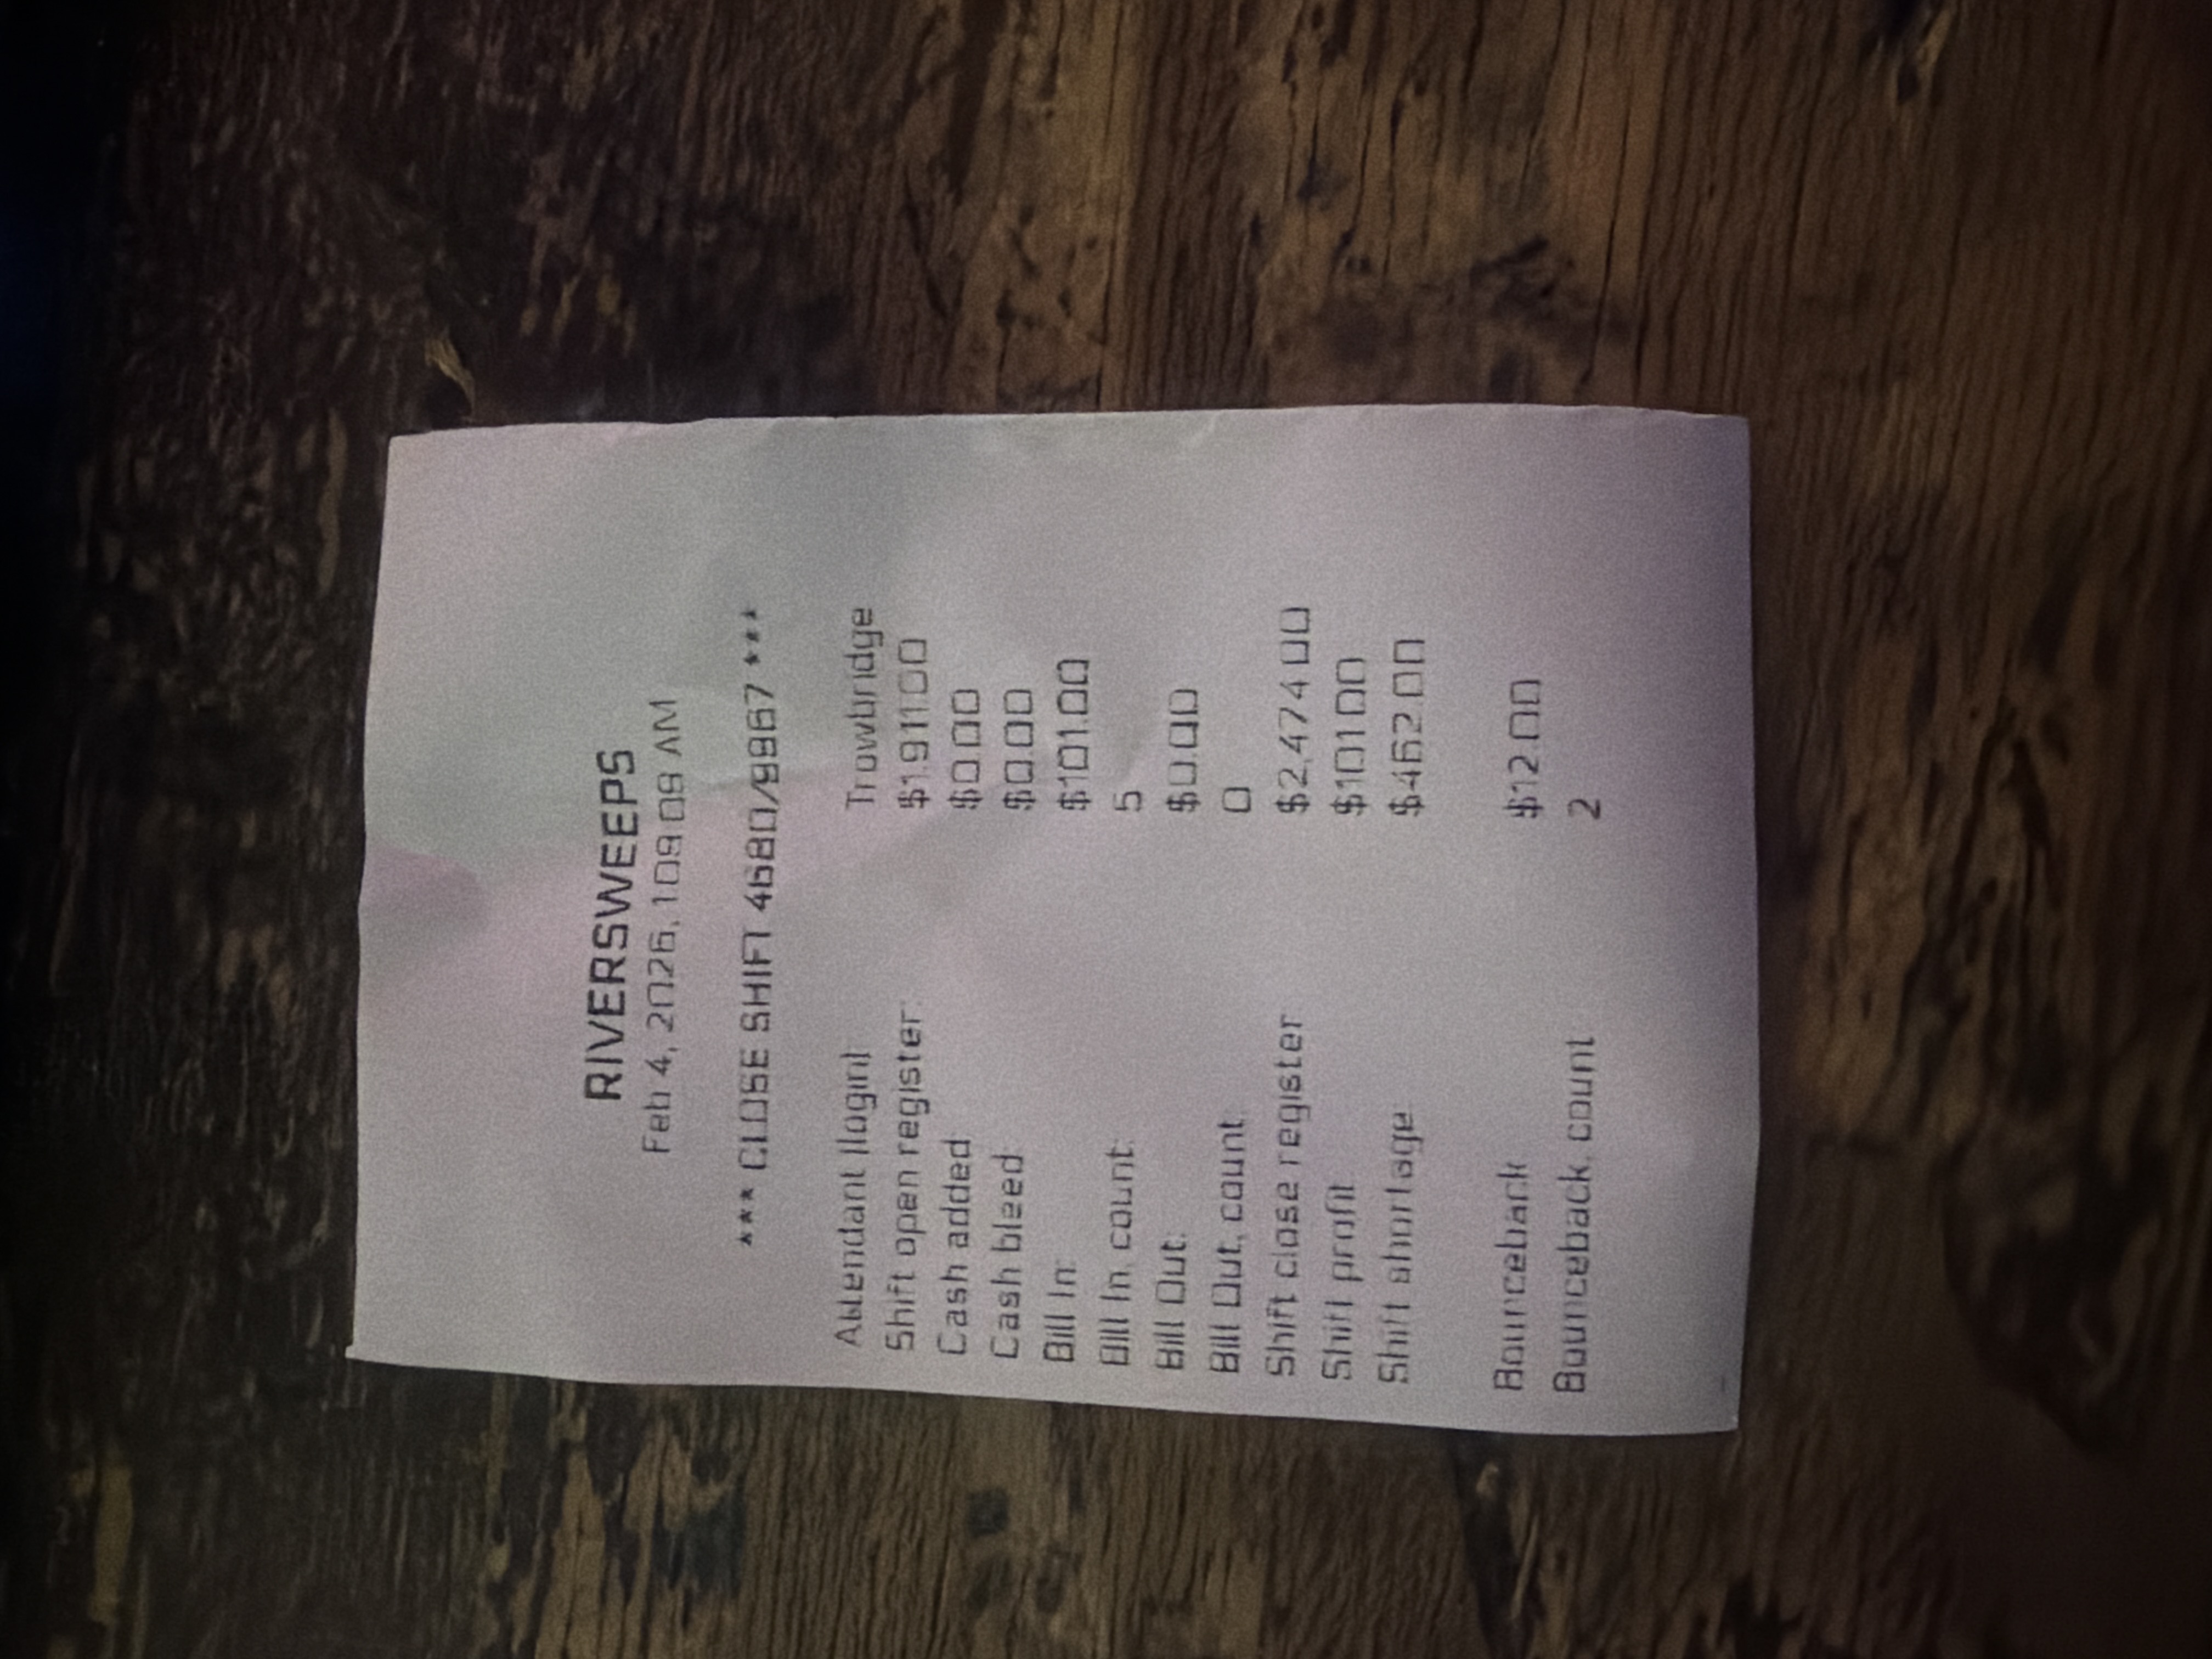 RIVERSWEEPS
Feb 4, 2026, 1:09:09 AM
*** CLOSE SHIFT 4680/9967 ***
Attendant (login) Trowbridge
Shift open register: $1,911.00
Cash added: $0.00
Cash bleed: $0.00
Bill In: $101.00
Bill In, count: 5
Bill Out: $0.00
Bill Out, count: 0
Shift close register $2,474.00
Shift profit $101.00
Shift shortage: $462.00
Bounceback $12.00
Bounceback, count 2